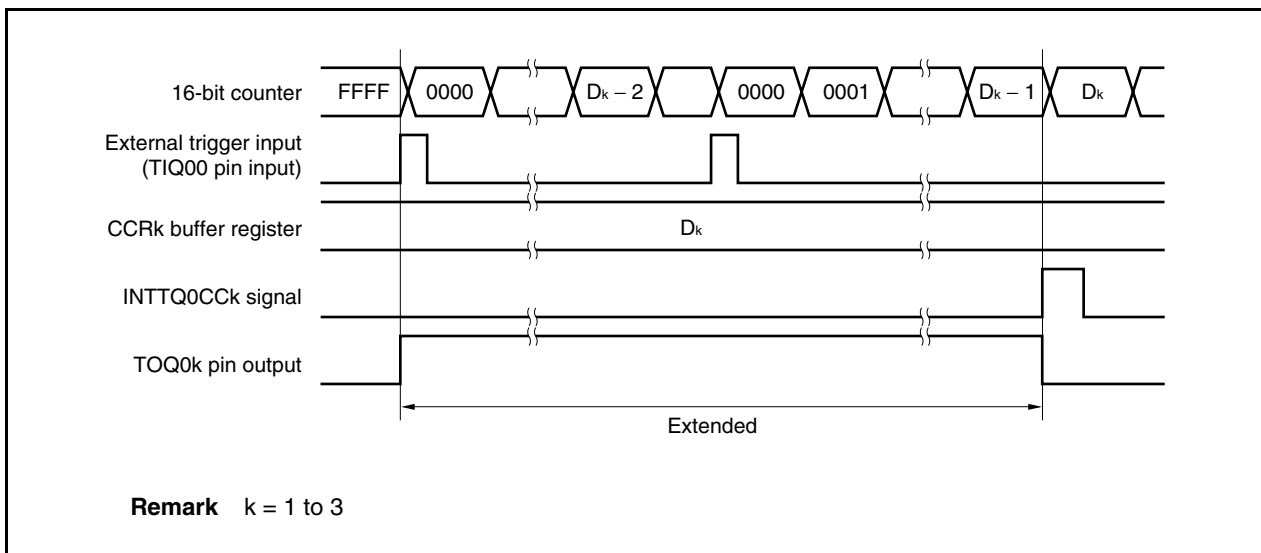 16-bit counter FFFF 0000 Dk − 2 0000 0001 Dk − 1 Dk
External trigger input
(TIQ00 pin input)
CCRk buffer register Dk
INTTQ0CCk signal
TOQ0k pin output
Extended
Remark k = 1 to 3